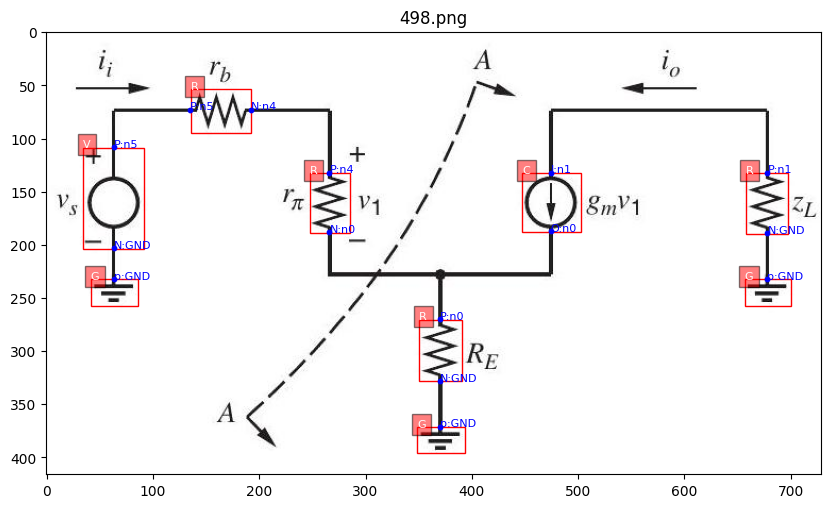 498.png
i_i
r_b
A
i_o
R
P:n5
N:n4
V
P:n5
+
v_s
−
N:GND
R
P:n4
+
r_π
v_1
N:n0
−
C
i:n1
g_m v_1
o:n0
R
P:n1
z_L
N:GND
G
p:GND
G
p:GND
R
P:n0
R_E
N:GND
A
G
p:GND
0
50
100
150
200
250
300
350
400
0
100
200
300
400
500
600
700